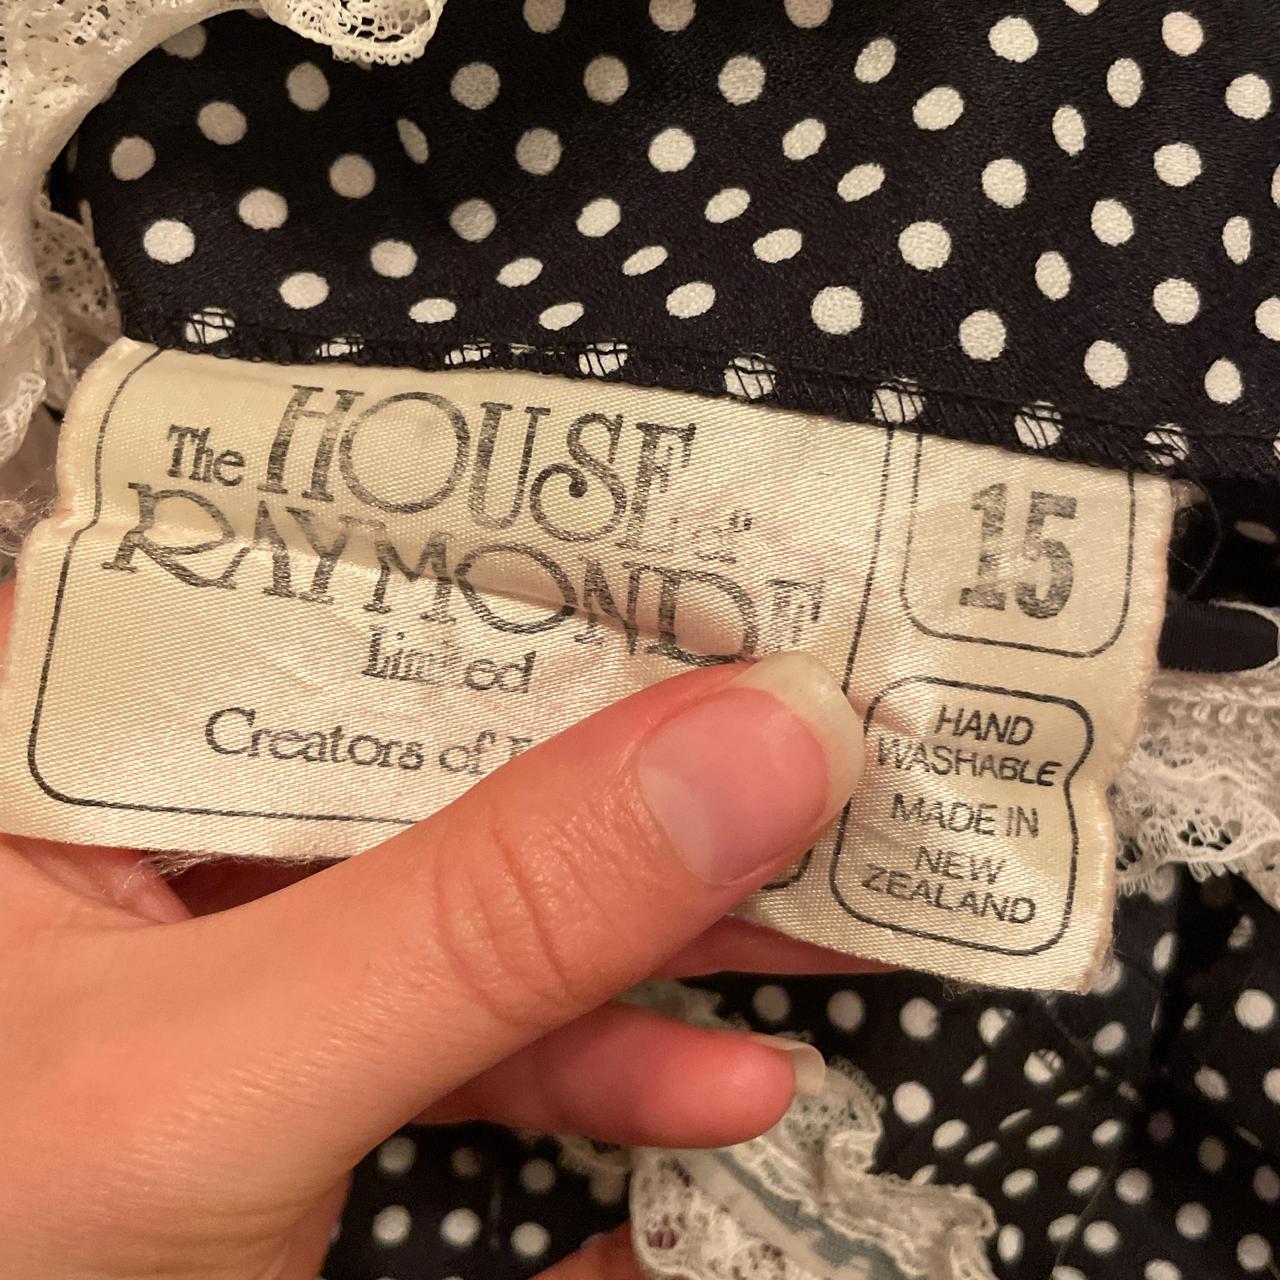 The HOUSE of
RAYMONDE
Limited
Creators of
15
HAND
WASHABLE
MADE IN
NEW
ZEALAND